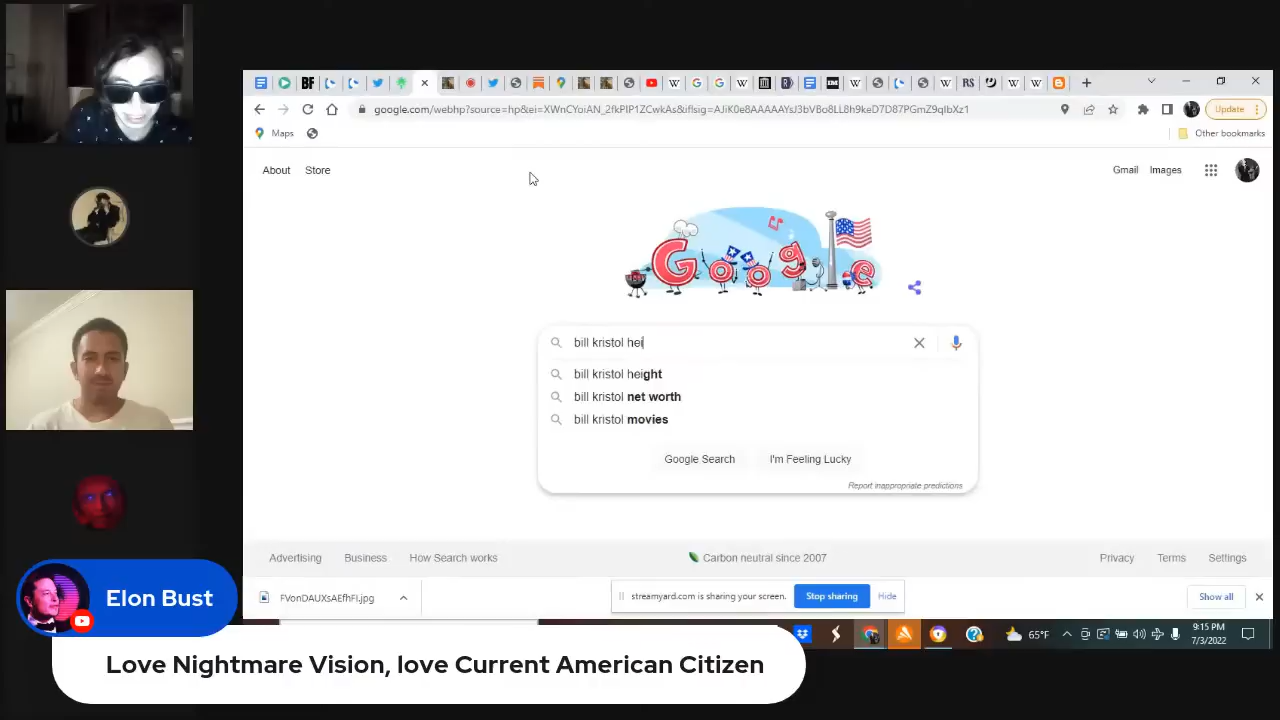 google.com/webhp?source=hp&ei=XWnCYoiAN_2fkPIP1ZCwkAs&iflsig=AJiK0e8AAAAAYsJ3bVBo8LL8h9keD7D87PGmZ9qIbXz1
Update
Maps
Other bookmarks
About Store
Gmail Images
Google
bill kristol hei
bill kristol height
bill kristol net worth
bill kristol movies
Google Search I'm Feeling Lucky
Report inappropriate predictions
Advertising Business How Search works
Carbon neutral since 2007
Privacy Terms Settings
FVonDAUXsAEfhFI.jpg
streamyard.com is sharing your screen. Stop sharing Hide
Show all
65°F
9:15 PM
7/3/2022
Elon Bust
Love Nightmare Vision, love Current American Citizen